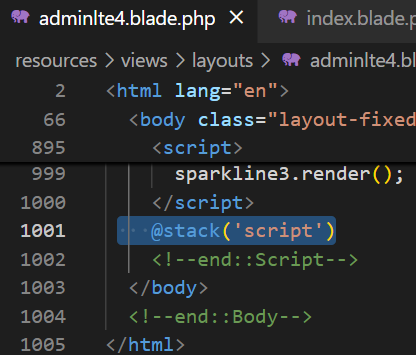 adminlte4.blade.php × index.blade.p
resources > views > layouts > adminlte4.bl
2 <html lang="en">
66 <body class="layout-fixed
895 <script>
999 sparkline3.render();
1000 </script>
1001 @stack('script')
1002 <!--end::Script-->
1003 </body>
1004 <!--end::Body-->
1005 </html>